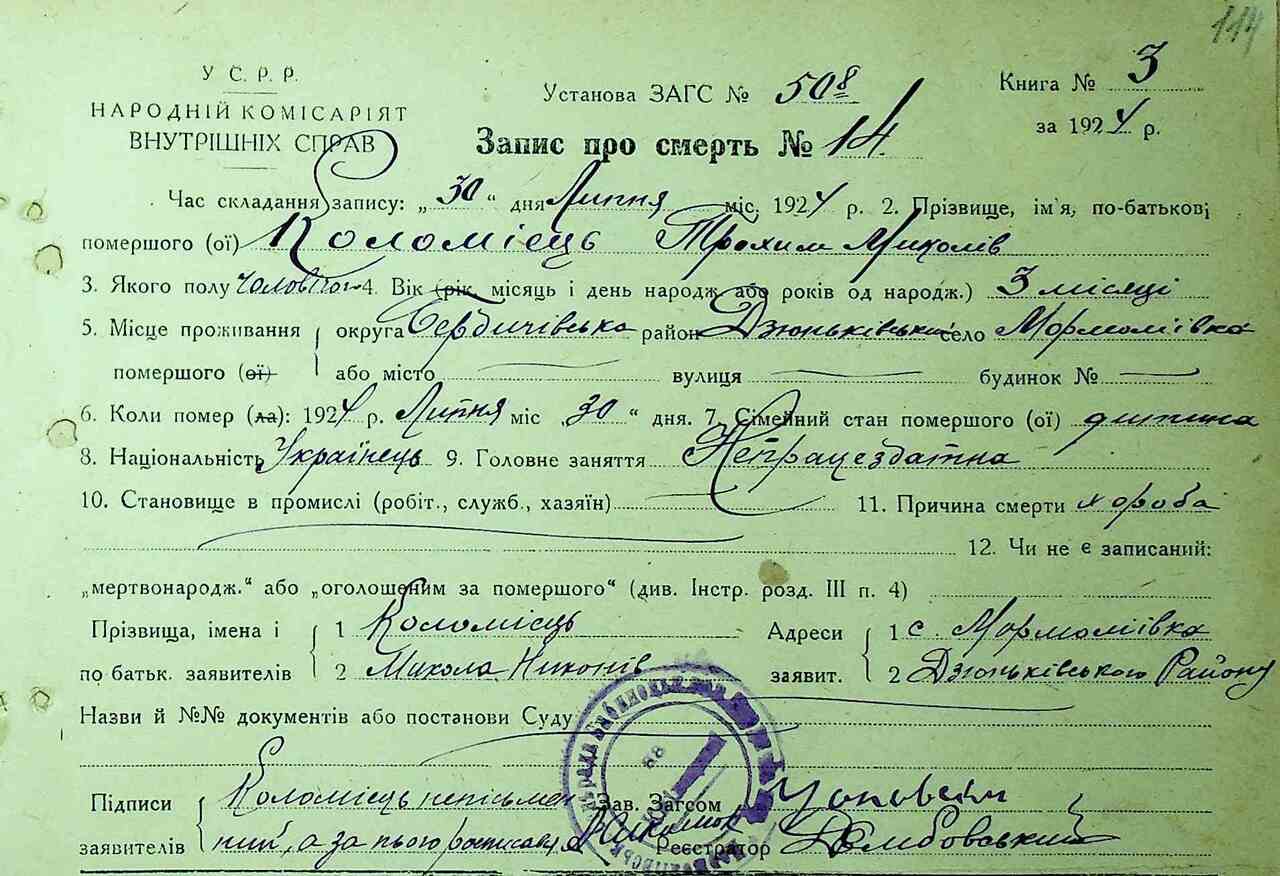 114
У С. Р. Р.
НАРОДНІЙ КОМІСАРІЯТ
ВНУТРІШНІХ СПРАВ
Установа ЗАГС № 508
Книга № 3
за 1924 р.
Запис про смерть № 14
Час складання запису: „30“ дня Липня міс. 1924 р. 2. Прізвище, ім'я, по-батькові
помершого (ої) Коломієць Трохим Миколів
3. Якого полу 4. Вік (рік, місяць і день народж. або років од народж.) 3 місяці
5. Місце проживання округа Бердичівська район Дзюньківський село Мормоліївка
помершого (ої) або місто вулиця будинок №
6. Коли помер (ла): 1924 р. Липня міс „30“ дня. 7. Сімейний стан помершого (ої) дитина
8. Національність Українець 9. Головне заняття Непрацездатна
10. Становище в промислі (робіт., служб., хазяїн) 11. Причина смерти хороба
12. Чи не є записаний:
„мертвонародж.“ або „оголошеним за помершого“ (див. Інстр. розд. III п. 4)
Прізвища, імена і 1 Коломієць Адреси 1 с. Мормоліївка
по батьк. заявителів 2 Микола Никонів заявит. 2 Дзюньківського Району
Назви й №№ документів або постанови Суду
Підписи Коломієць неписьмен Зав. Загсом
заявителів ний, а за нього росписався Реєстратор Домбовський